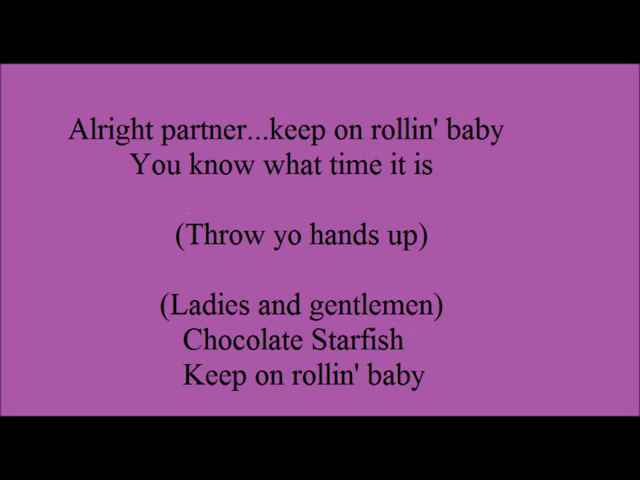 Alright partner...keep on rollin' baby
You know what time it is
(Throw yo hands up)
(Ladies and gentlemen)
Chocolate Starfish
Keep on rollin' baby